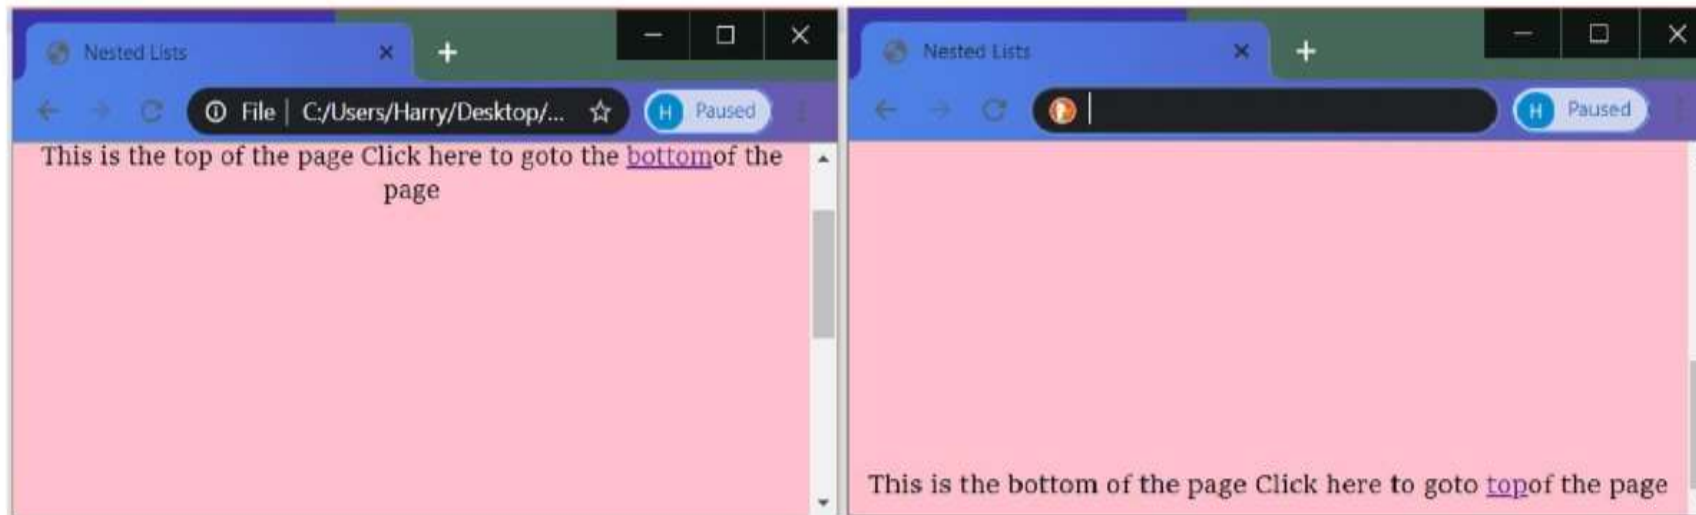 Nested Lists
File | C:/Users/Harry/Desktop/...
H Paused
This is the top of the page Click here to goto the bottomof the
page
Nested Lists
H Paused
This is the bottom of the page Click here to goto topof the page